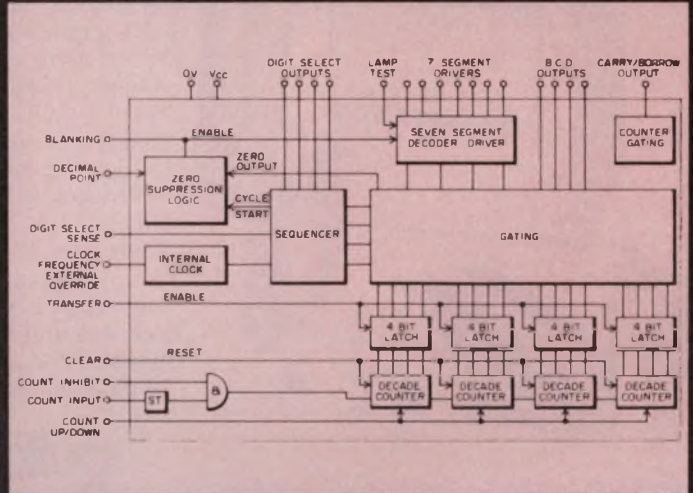 DIGIT SELECT
OUTPUTS
LAMP
TEST
7 SEGMENT
DRIVERS
B C D
OUTPUTS
CARRY/BORROW
OUTPUT
OV
VCC
BLANKING
ENABLE
SEVEN SEGMENT
DECODER DRIVER
COUNTER
GATING
DECIMAL
POINT
ZERO
SUPPRESSION
LOGIC
ZERO
OUTPUT
CYCLE
START
DIGIT SELECT
SENSE
SEQUENCER
GATING
CLOCK
FREQUENCY
EXTERNAL
OVERRIDE
INTERNAL
CLOCK
TRANSFER
ENABLE
4 BIT
LATCH
4 BIT
LATCH
4 BIT
LATCH
4 BIT
LATCH
CLEAR
RESET
COUNT INHIBIT
COUNT INPUT
ST
&
DECADE
COUNTER
DECADE
COUNTER
DECADE
COUNTER
DECADE
COUNTER
COUNT
UP/DOWN